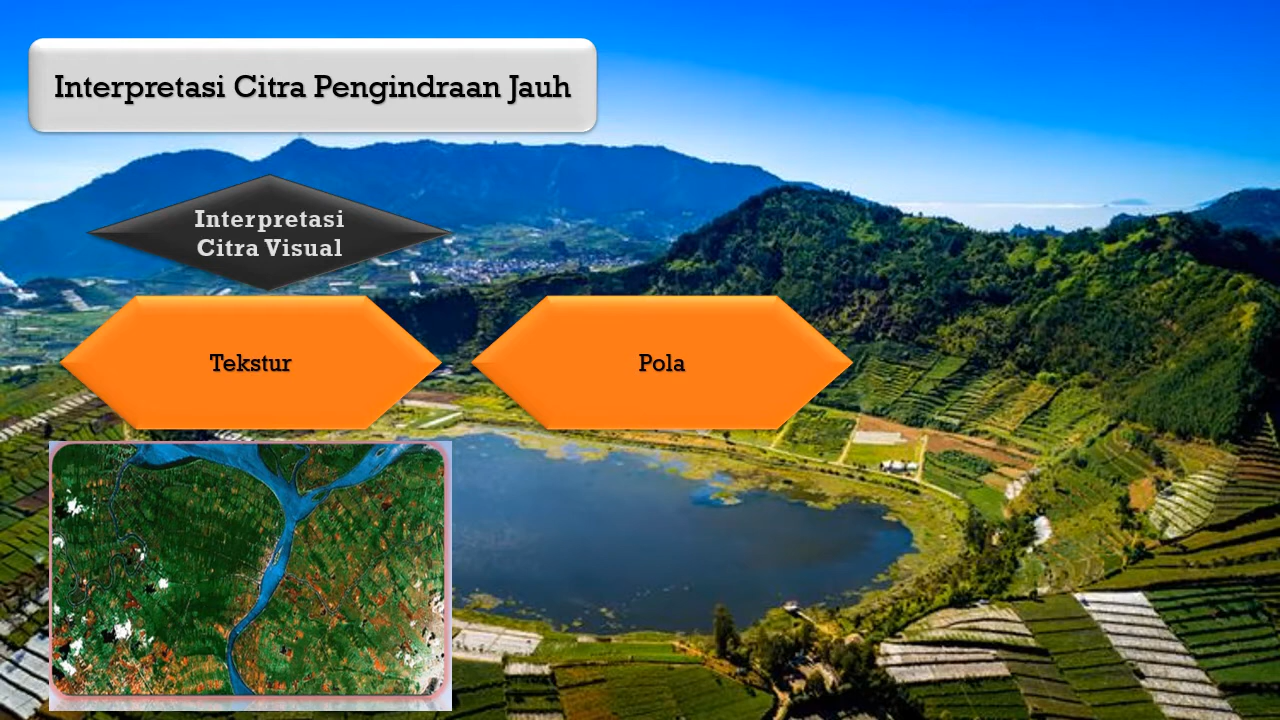 Interpretasi Citra Pengindraan Jauh
Interpretasi
Citra Visual
Tekstur
Pola